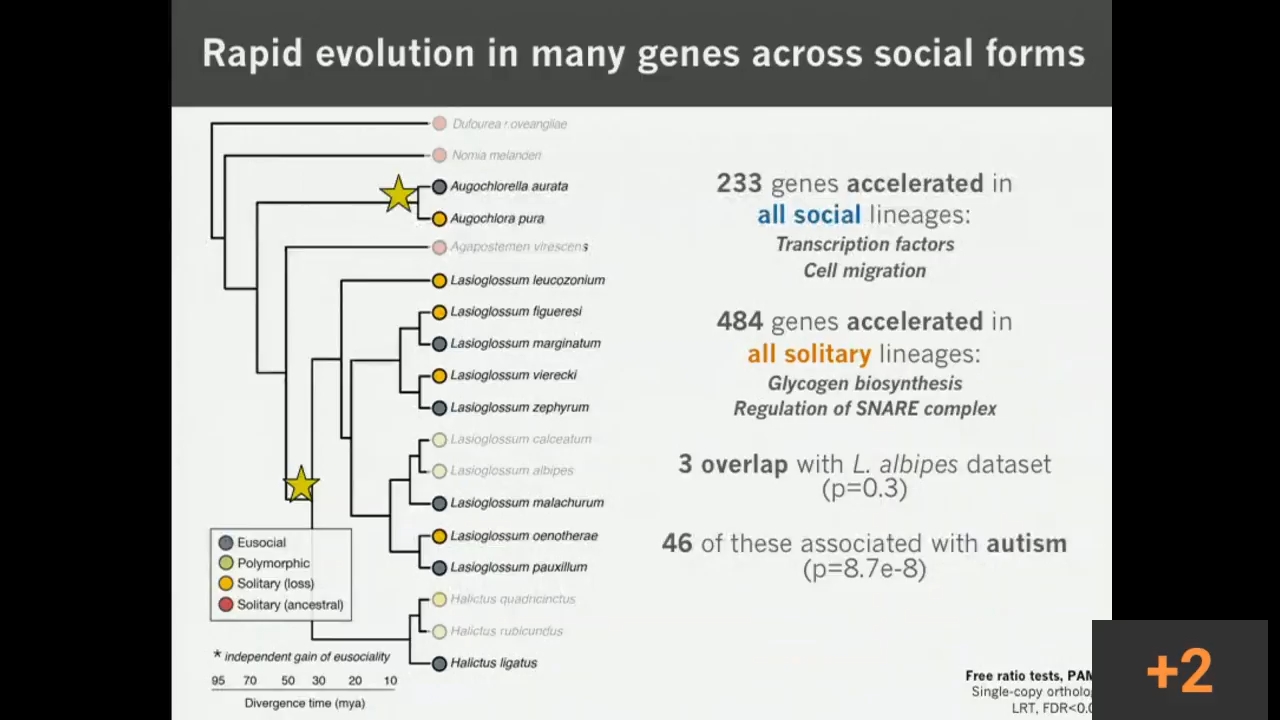 Rapid evolution in many genes across social forms
Dufourea
Nomia melanderi
Augochlorella aurata
Augochlora pura
Agapostemon virescens
Lasioglossum leucozonium
Lasioglossum figueresi
Lasioglossum marginatum
Lasioglossum vierecki
Lasioglossum zephyrum
Lasioglossum calceatum
Lasioglossum albipes
Lasioglossum malachurum
Lasioglossum oenotherae
Lasioglossum pauxillum
Halictus quadricinctus
Halictus rubicundus
Halictus ligatus
Eusocial
Polymorphic
Solitary (loss)
Solitary (ancestral)
* independent gain of eusociality
95 70 50 30 20 10
Divergence time (mya)
233 genes accelerated in
all social lineages:
Transcription factors
Cell migration
484 genes accelerated in
all solitary lineages:
Glycogen biosynthesis
Regulation of SNARE complex
3 overlap with L. albipes dataset
(p=0.3)
46 of these associated with autism
(p=8.7e-8)
Free ratio tests, PAM
Single-copy ortholo
LRT, FDR<0.0
+2